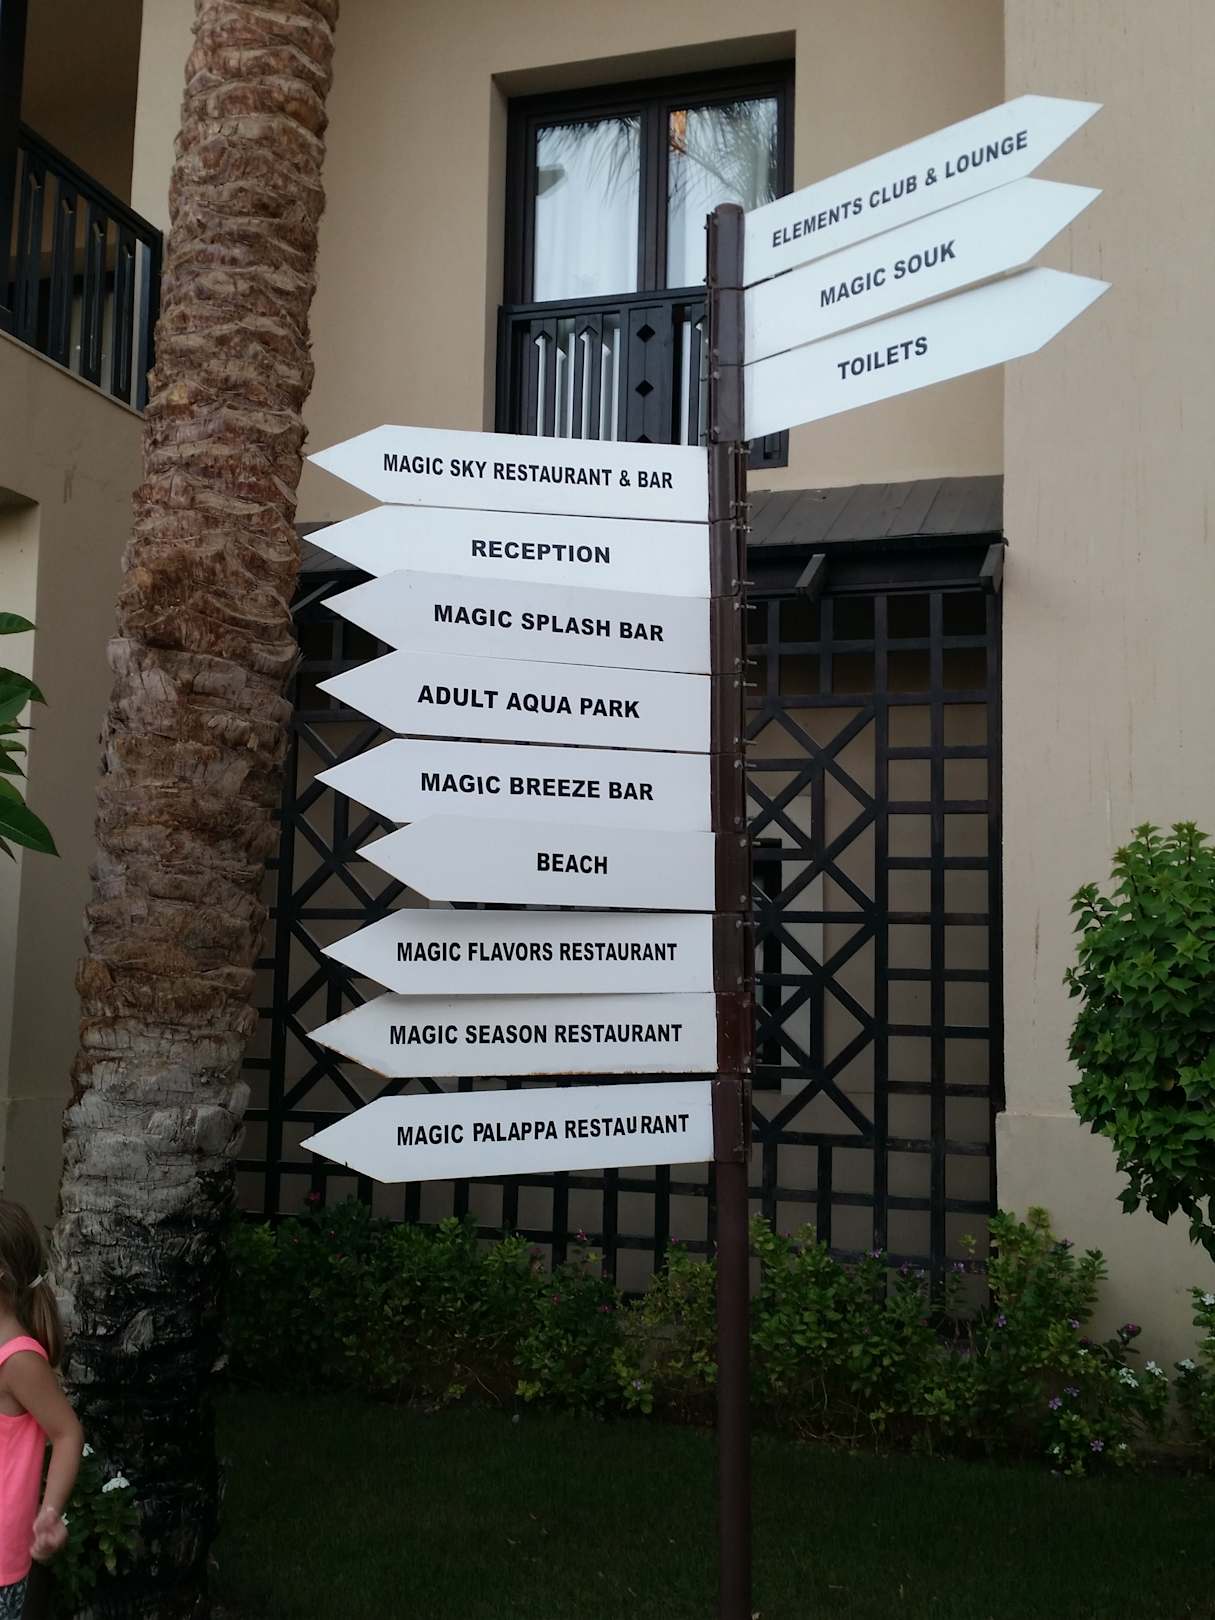 ELEMENTS CLUB & LOUNGE
MAGIC SOUK
TOILETS
MAGIC SKY RESTAURANT & BAR
RECEPTION
MAGIC SPLASH BAR
ADULT AQUA PARK
MAGIC BREEZE BAR
BEACH
MAGIC FLAVORS RESTAURANT
MAGIC SEASON RESTAURANT
MAGIC PALAPPA RESTAURANT